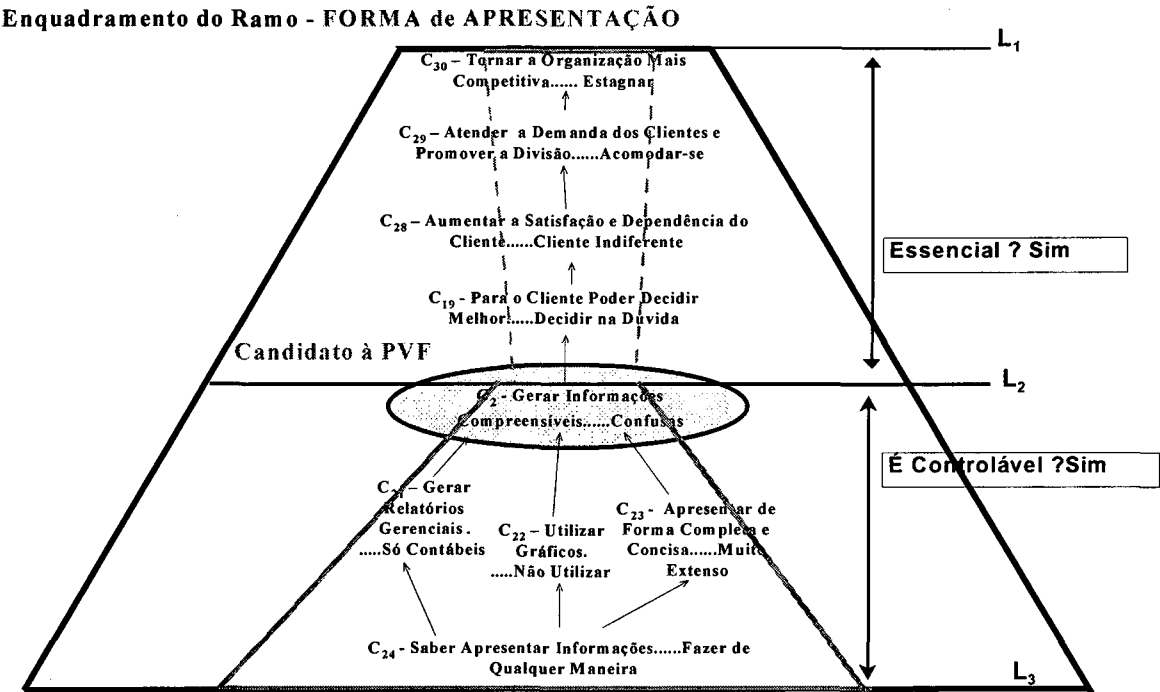 Enquadramento do Ramo - FORMA de APRESENTAÇÃO
L1
C30 – Tornar a Organização Mais
Competitiva...... Estagnar
C29 – Atender a Demanda dos Clientes e
Promover a Divisão......Acomodar-se
C28 – Aumentar a Satisfação e Dependência do
Cliente......Cliente Indiferente
Essencial ? Sim
C19 - Para o Cliente Poder Decidir
Melhor......Decidir na Dúvida
Candidato à PVF
L2
C2 - Gerar Informações
Compreensíveis......Confusas
É Controlável ?Sim
C21 – Gerar
Relatórios
Gerenciais.
.....Só Contábeis
C22 – Utilizar
Gráficos.
.....Não Utilizar
C23 - Apresentar de
Forma Completa e
Concisa......Muito
Extenso
C24 - Saber Apresentar Informações......Fazer de
Qualquer Maneira
L3